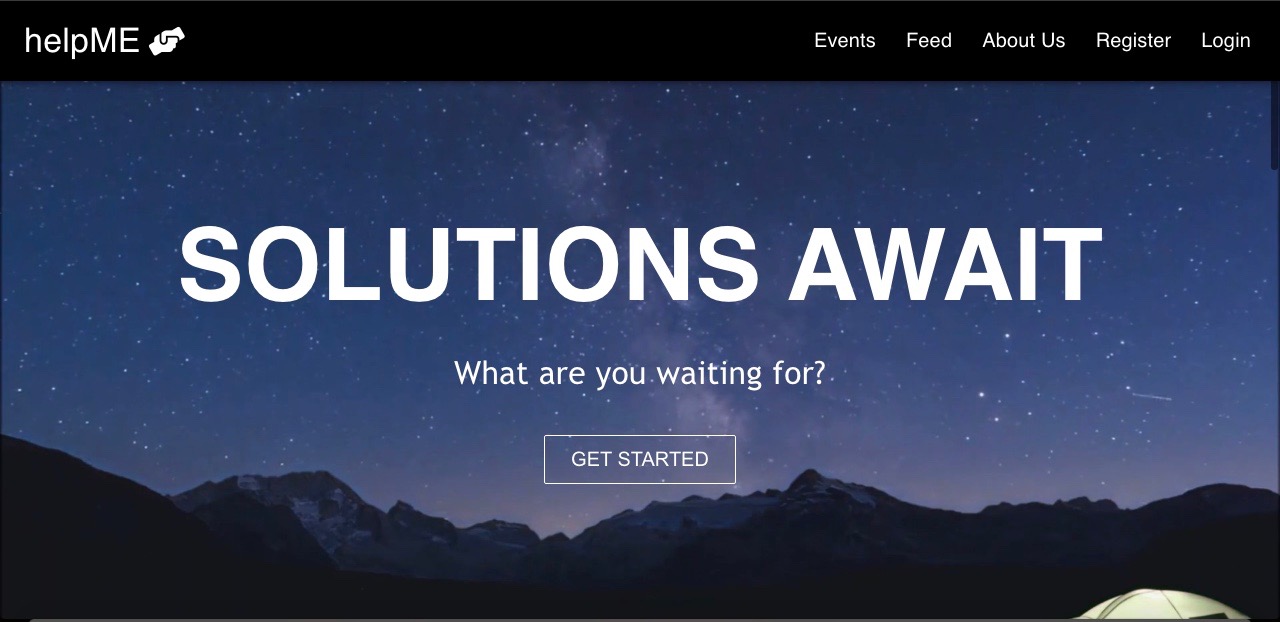 helpME
Events Feed About Us Register Login
SOLUTIONS AWAIT
What are you waiting for?
GET STARTED